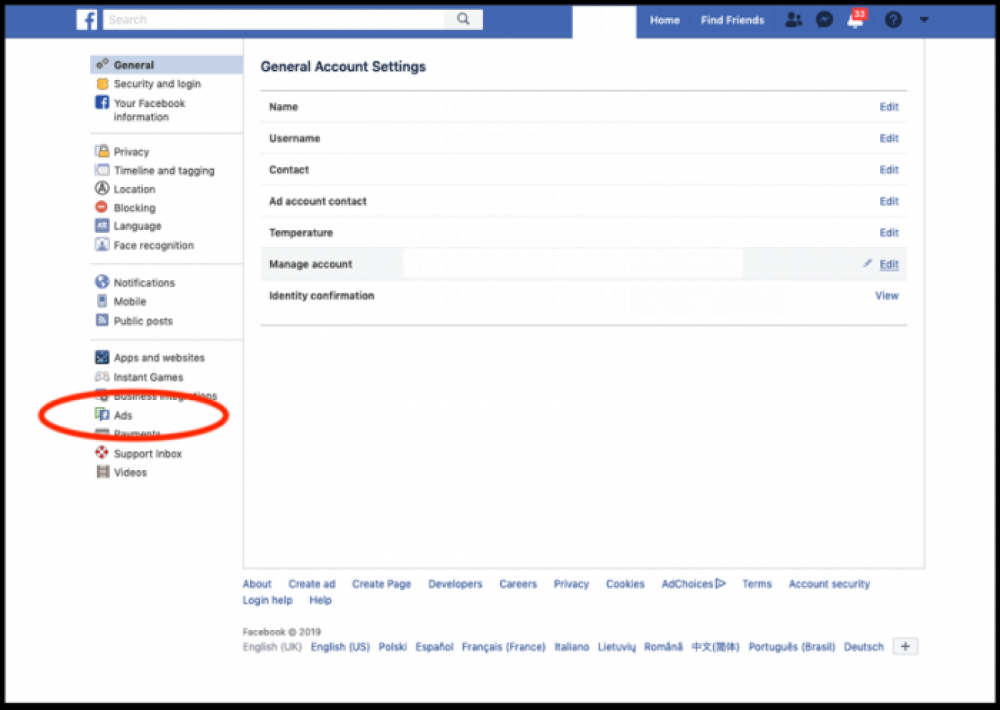 f Search Home Find Friends 33 ?
General
Security and login
Your Facebook
information
Privacy
Timeline and tagging
Location
Blocking
Language
Face recognition
Notifications
Mobile
Public posts
Apps and websites
Instant Games
Business Integrations
Ads
Payments
Support Inbox
Videos
General Account Settings
Name Edit
Username Edit
Contact Edit
Ad account contact Edit
Temperature Edit
Manage account Edit
Identity confirmation View
About Create ad Create Page Developers Careers Privacy Cookies AdChoices Terms Account security
Login help Help
Facebook © 2019
English (UK) English (US) Polski Español Français (France) Italiano Lietuvių Română 中文(简体) Português (Brasil) Deutsch +